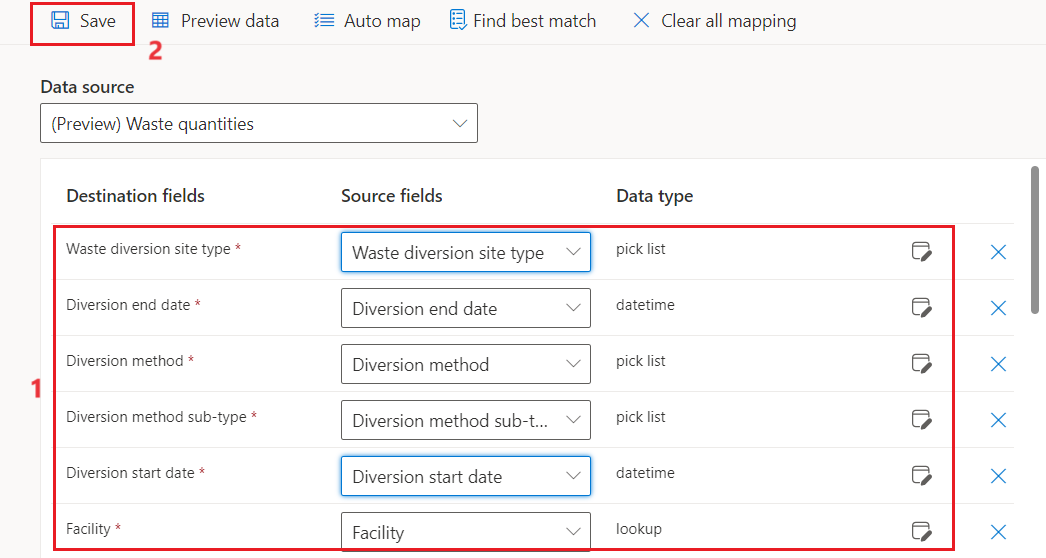 Save Preview data Auto map Find best match Clear all mapping
2
Data source
(Preview) Waste quantities
Destination fields Source fields Data type
Waste diversion site type * Waste diversion site type pick list
Diversion end date * Diversion end date datetime
Diversion method * Diversion method pick list
1
Diversion method sub-type * Diversion method sub-t... pick list
Diversion start date * Diversion start date datetime
Facility * Facility lookup